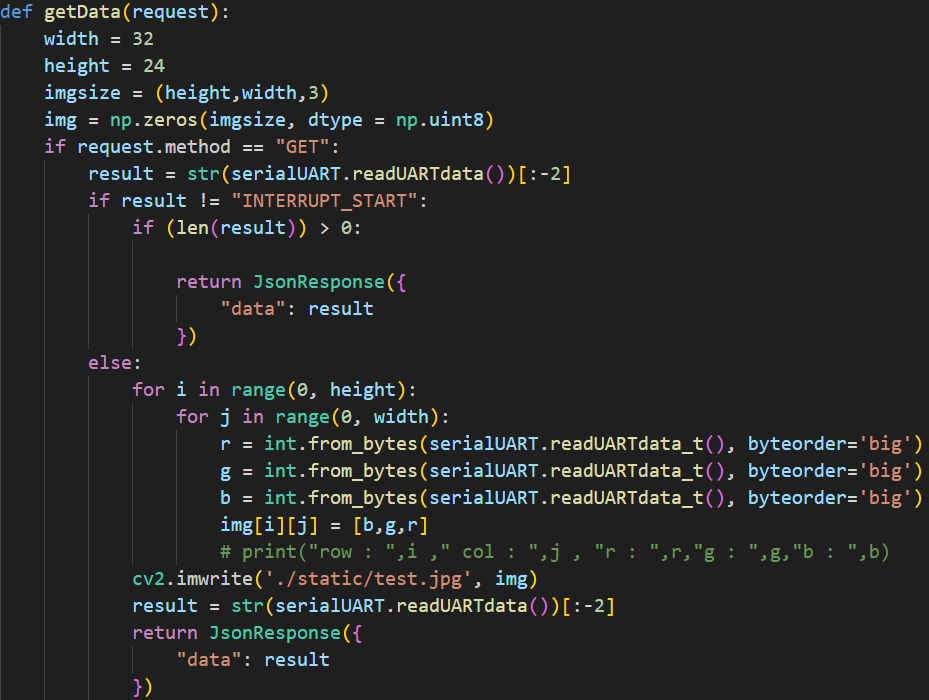 def getData(request):
    width = 32
    height = 24
    imgsize = (height,width,3)
    img = np.zeros(imgsize, dtype = np.uint8)
    if request.method == "GET":
        result = str(serialUART.readUARTdata())[:-2]
        if result != "INTERRUPT_START":
            if (len(result)) > 0:
                return JsonResponse({
                    "data": result
                })
        else:
            for i in range(0, height):
                for j in range(0, width):
                    r = int.from_bytes(serialUART.readUARTdata_t(), byteorder='big')
                    g = int.from_bytes(serialUART.readUARTdata_t(), byteorder='big')
                    b = int.from_bytes(serialUART.readUARTdata_t(), byteorder='big')
                    img[i][j] = [b,g,r]
                    # print("row : ",i ," col : ",j , "r : ",r,"g : ",g,"b : ",b)
            cv2.imwrite('./static/test.jpg', img)
            result = str(serialUART.readUARTdata())[:-2]
            return JsonResponse({
                "data": result
            })